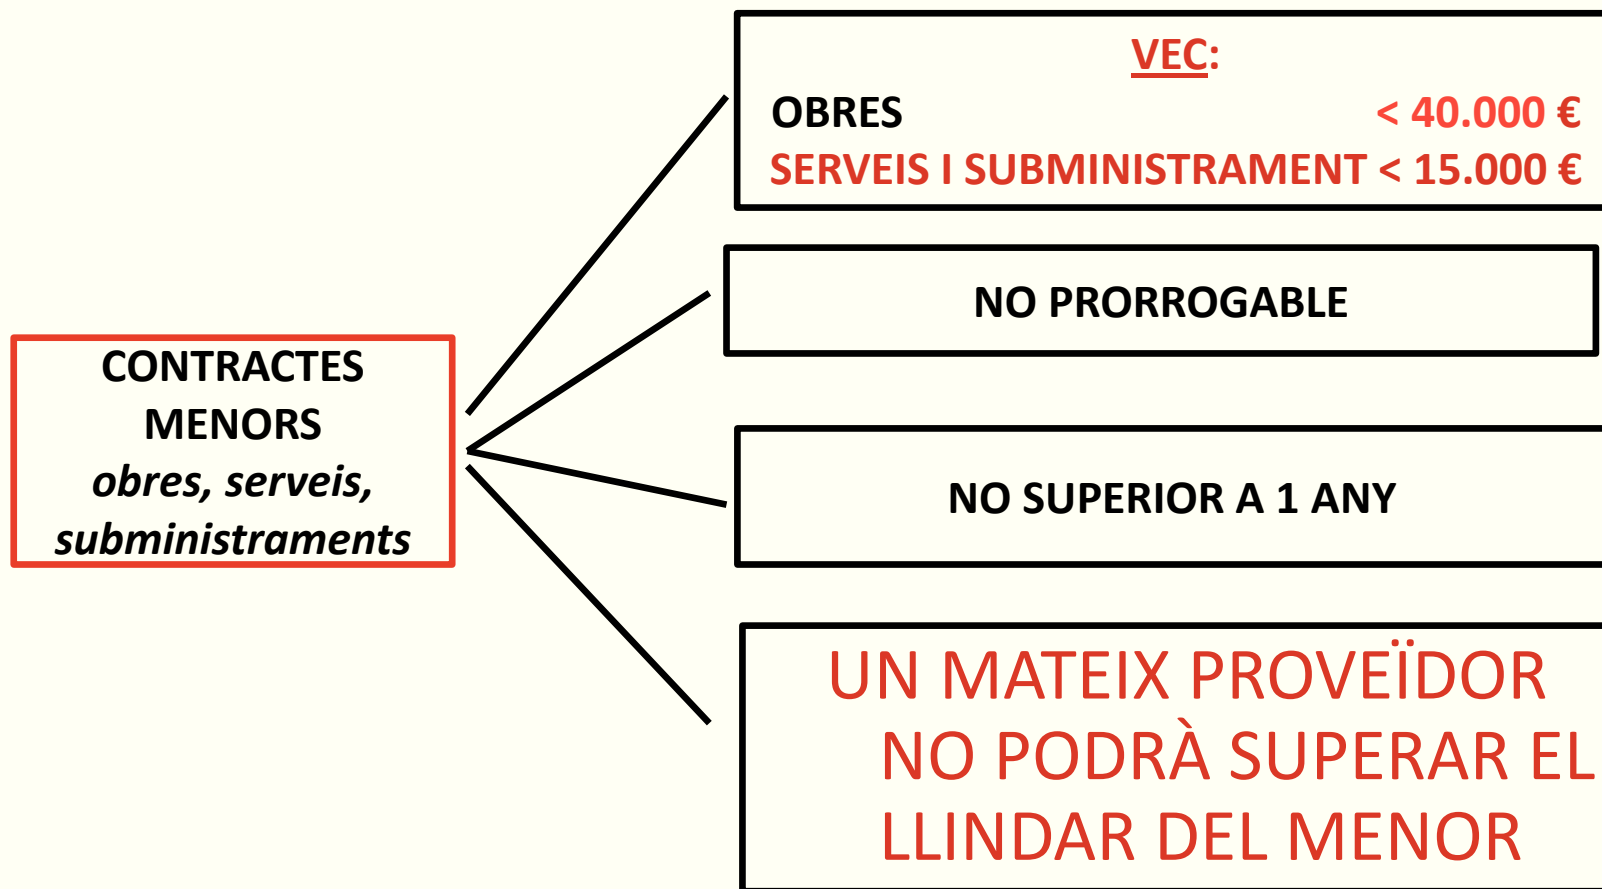 VEC:
OBRES < 40.000 €
SERVEIS I SUBMINISTRAMENT < 15.000 €
NO PRORROGABLE
CONTRACTES
MENORS
obres, serveis,
subministraments
NO SUPERIOR A 1 ANY
UN MATEIX PROVEÏDOR
NO PODRÀ SUPERAR EL
LLINDAR DEL MENOR